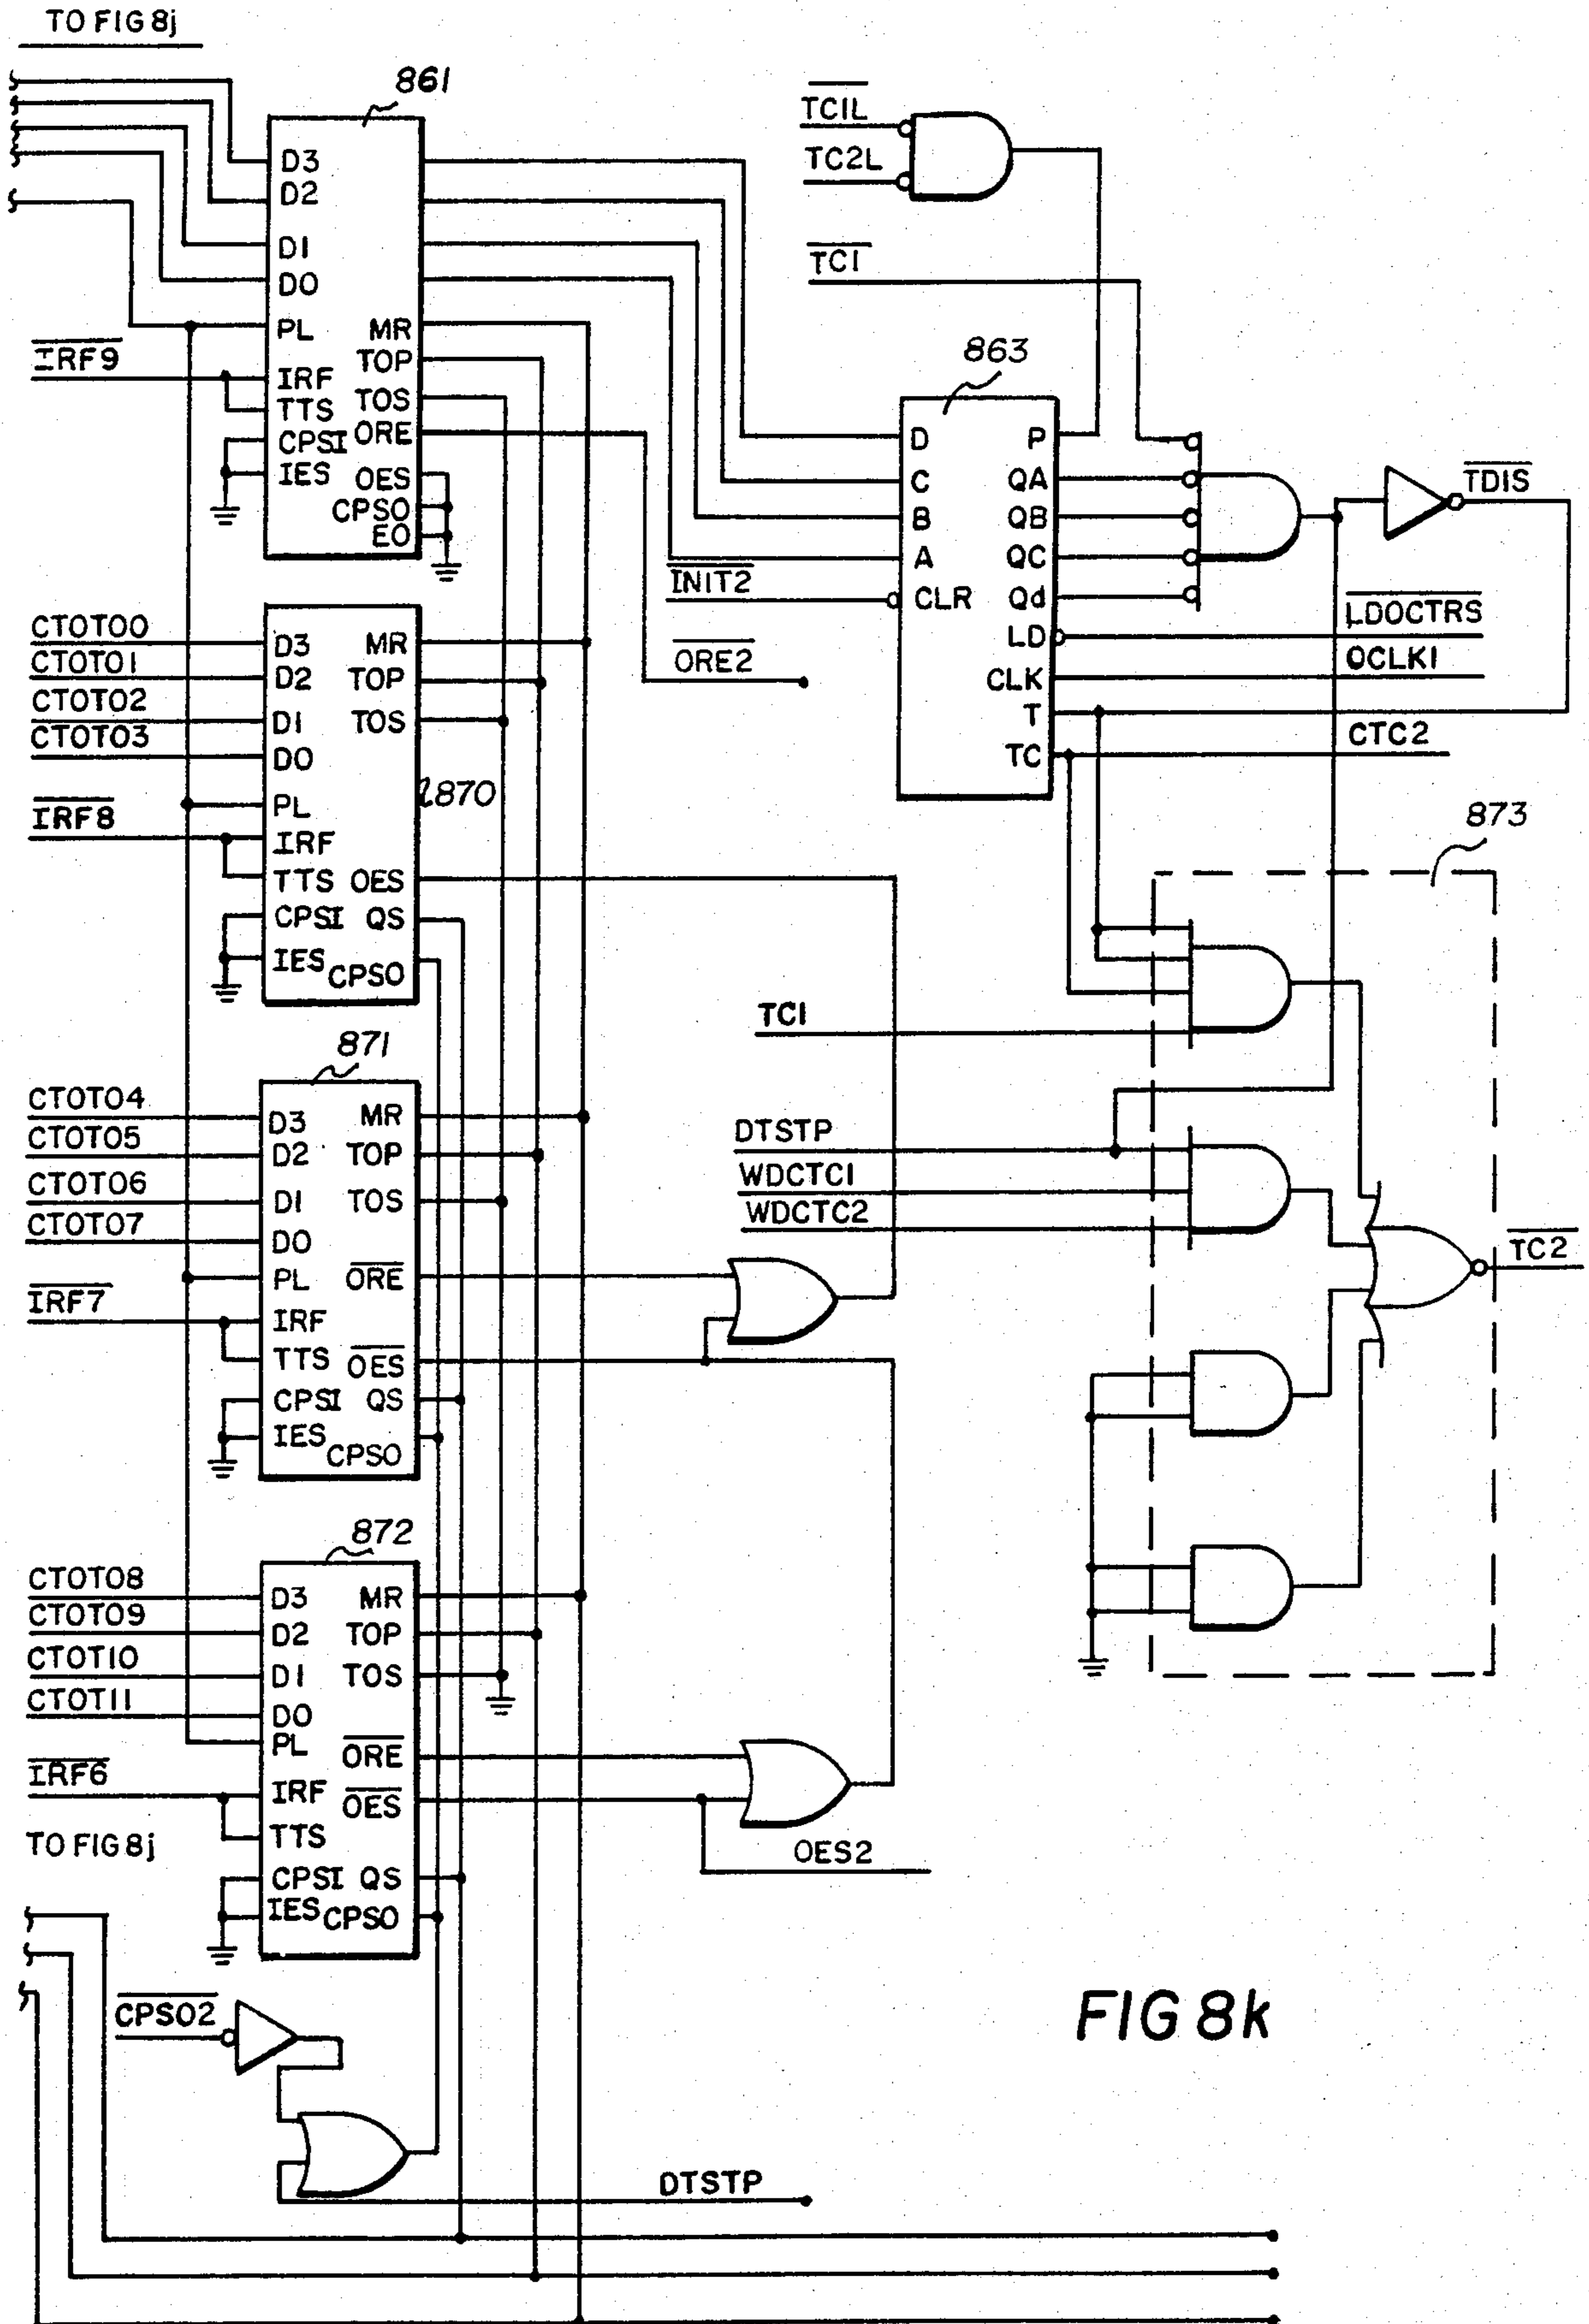 TO FIG 8j
861
D3
D2
D1
D0
PL MR
TOP
IRF9
IRF TOS
TTS ORE
CPSI
IES OES
CPSO
EO
TC1L
TC2L
TC1
863
D P
C QA
B QB
A QC
INIT2
CLR Qd
LD
CLK
T
TC
TDIS
LDOCTRS
OCLK1
CTC2
ORE2
CTOT00
CTOT01
CTOT02
CTOT03
D3 MR
D2 TOP
D1 TOS
D0
870
PL
IRF8
IRF
TTS OES
CPSI QS
IES CPSO
873
TC1
871
CTOT04
CTOT05
CTOT06
CTOT07
D3 MR
D2 TOP
D1 TOS
D0
PL ORE
IRF7
IRF
TTS OES
CPSI QS
IES CPSO
DTSTP
WDCTC1
WDCTC2
TC2
872
CTOT08
CTOT09
CTOT10
CTOT11
D3 MR
D2 TOP
D1 TOS
D0
PL ORE
IRF6
IRF OES
TTS
CPSI QS
IES CPSO
TO FIG 8j
OES2
CPSO2
DTSTP
FIG 8k